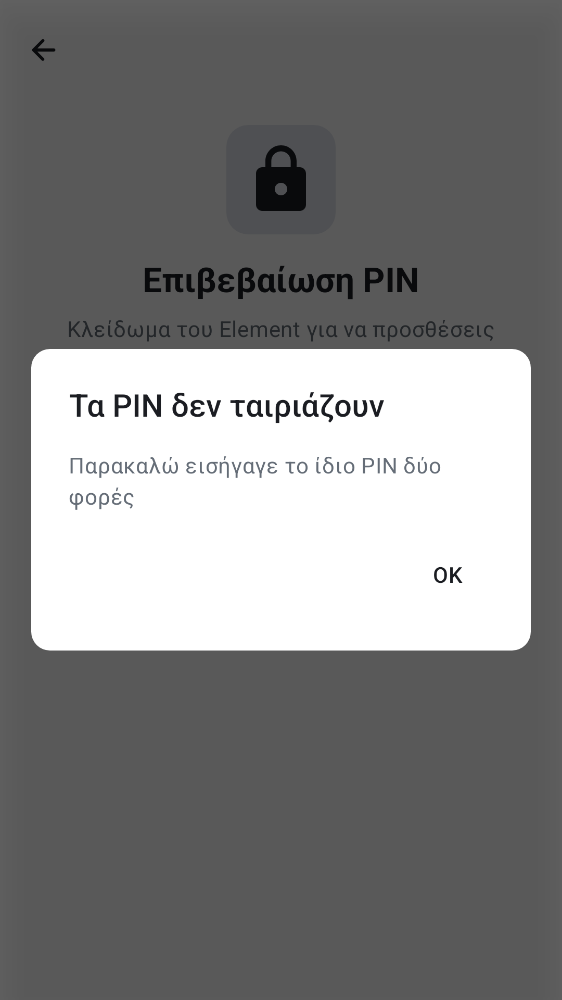 Επιβεβαίωση PIN
Κλείδωμα του Element για να προσθέσεις
Τα PIN δεν ταιριάζουν
Παρακαλώ εισήγαγε το ίδιο PIN δύο
φορές
OK